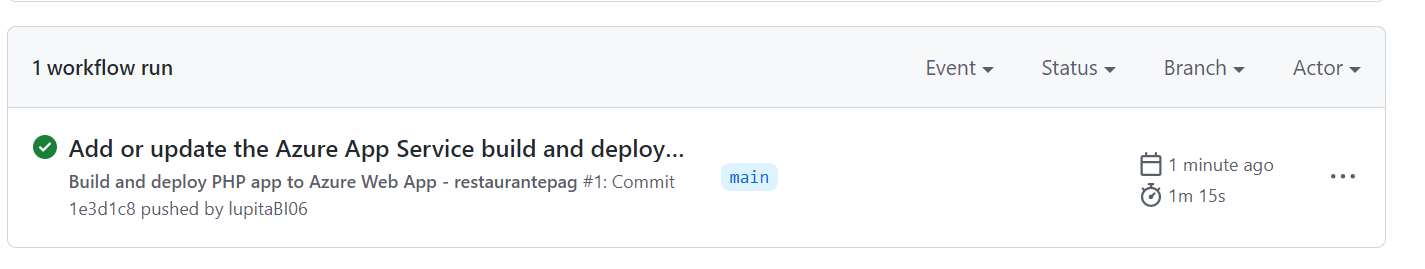 1 workflow run
Event
Status
Branch
Actor
Add or update the Azure App Service build and deploy...
Build and deploy PHP app to Azure Web App - restaurantepag #1: Commit
1e3d1c8 pushed by lupitaBI06
main
1 minute ago
1m 15s